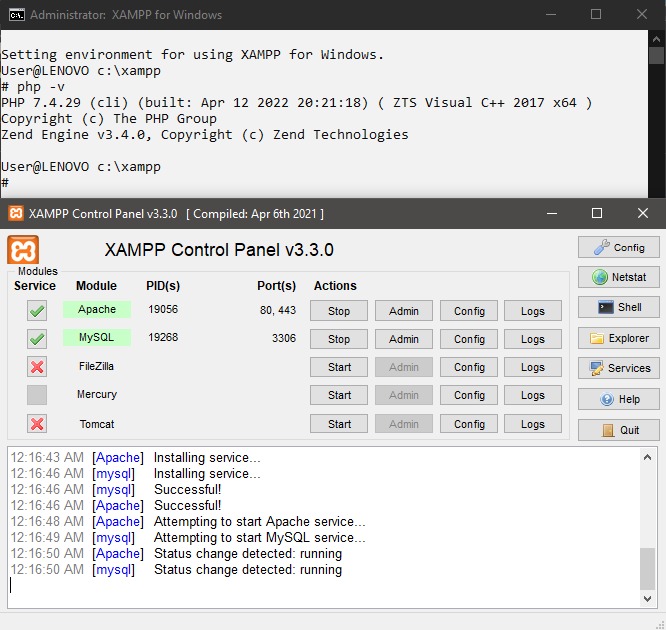 Administrator:  XAMPP for Windows
Setting environment for using XAMPP for Windows.
User@LENOVO c:\xampp
# php -v
PHP 7.4.29 (cli) (built: Apr 12 2022 20:21:18) ( ZTS Visual C++ 2017 x64 )
Copyright (c) The PHP Group
Zend Engine v3.4.0, Copyright (c) Zend Technologies
User@LENOVO c:\xampp
#
XAMPP Control Panel v3.3.0   [ Compiled: Apr 6th 2021 ]
XAMPP Control Panel v3.3.0
Config
Modules
Netstat
Service Module PID(s) Port(s) Actions
Apache 19056 80, 443 Stop Admin Config Logs
Shell
MySQL 19268 3306 Stop Admin Config Logs
Explorer
FileZilla Start Admin Config Logs
Services
Mercury Start Admin Config Logs
Help
Tomcat Start Admin Config Logs
Quit
12:16:43 AM [Apache] Installing service...
12:16:46 AM [mysql] Installing service...
12:16:46 AM [mysql] Successful!
12:16:46 AM [Apache] Successful!
12:16:48 AM [Apache] Attempting to start Apache service...
12:16:49 AM [mysql] Attempting to start MySQL service...
12:16:50 AM [Apache] Status change detected: running
12:16:50 AM [mysql] Status change detected: running